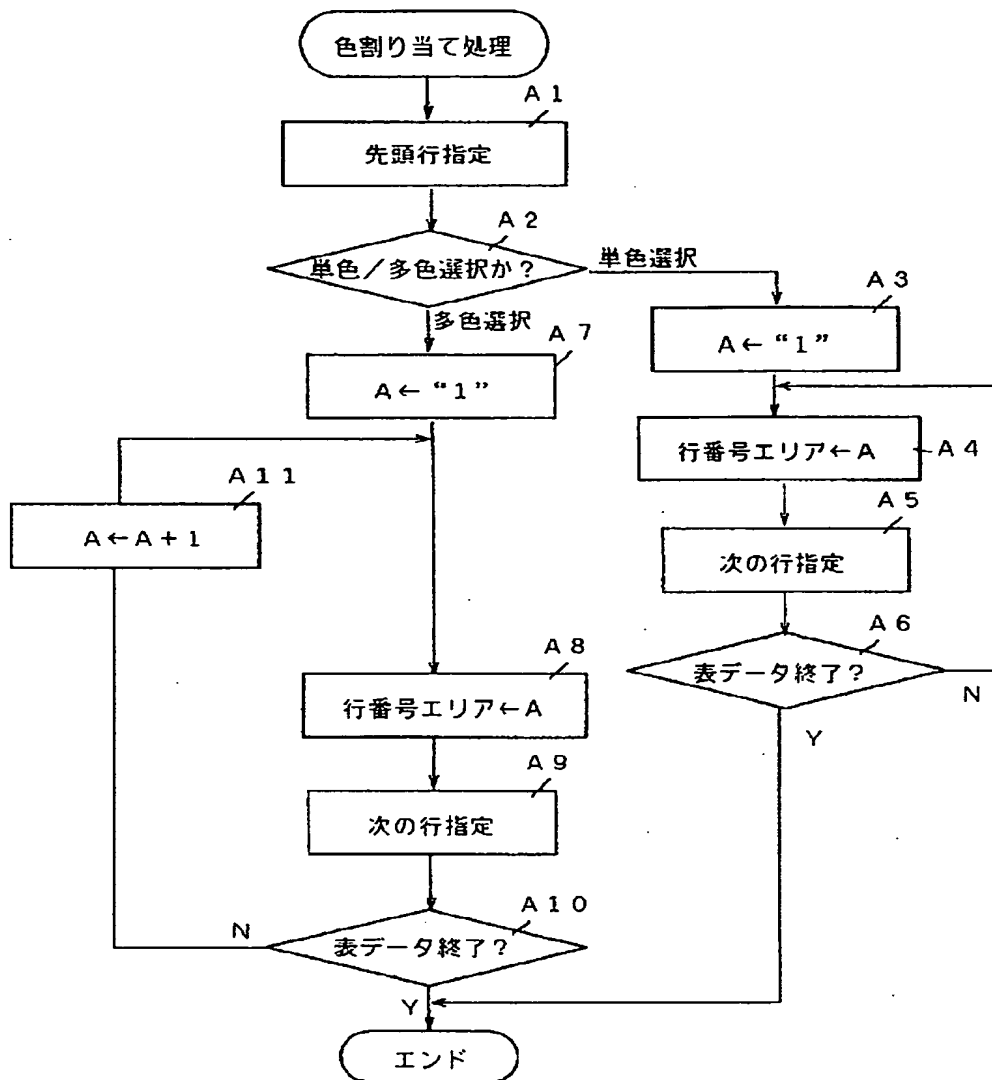 色割り当て処理
A1
先頭行指定
A2
単色／多色選択か？
単色選択
多色選択
A3
A←“1”
A4
行番号エリア←A
A5
次の行指定
A6
表データ終了？
N
Y
A7
A←“1”
A11
A←A＋1
A8
行番号エリア←A
A9
次の行指定
A10
表データ終了？
N
Y
エンド